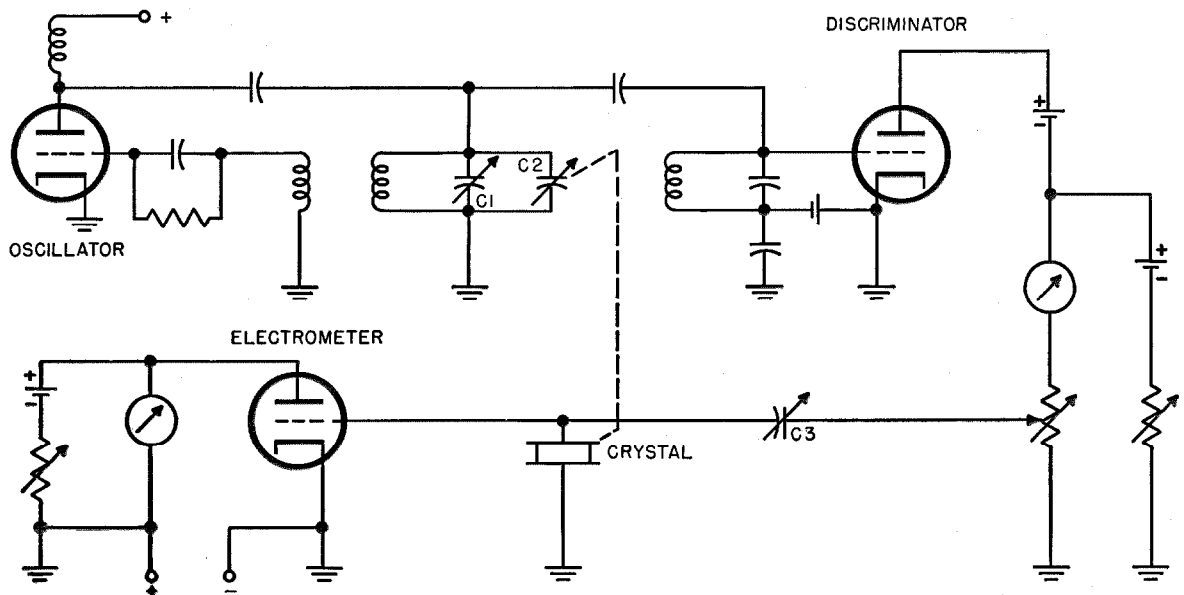 +
DISCRIMINATOR
+
-
C2
C1
OSCILLATOR
+
-
ELECTROMETER
+
-
C3
CRYSTAL
+
-